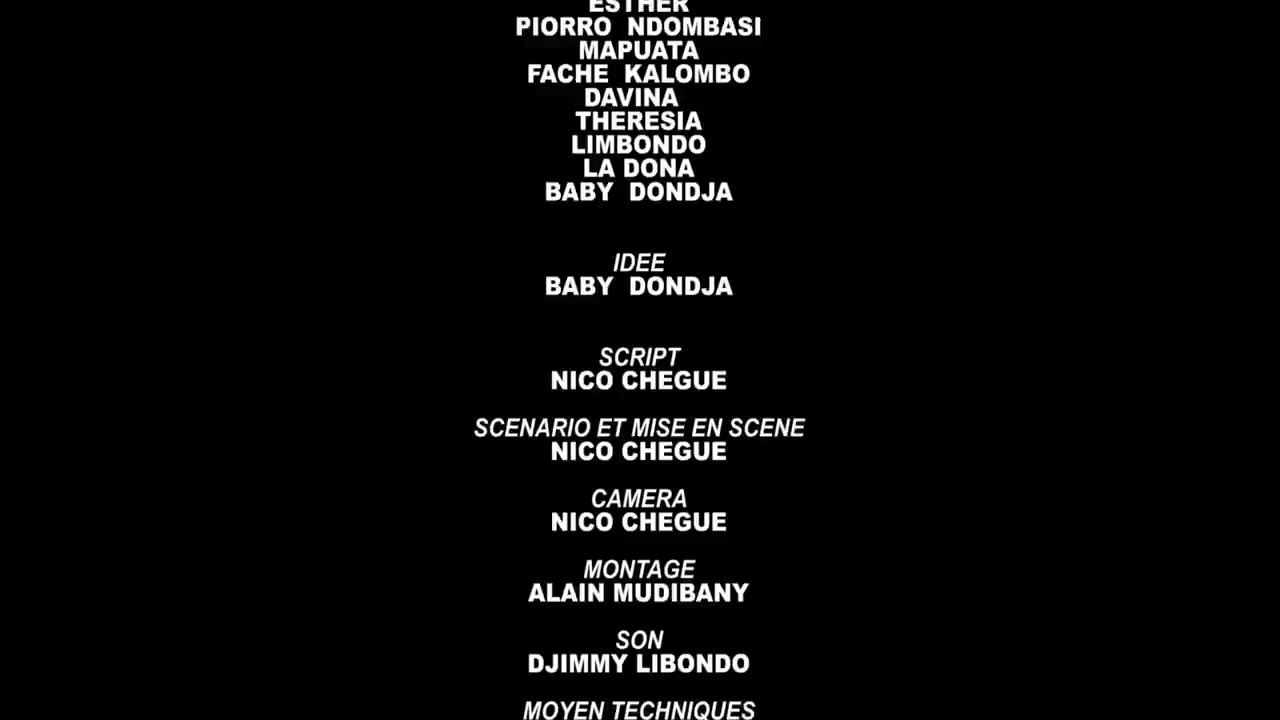 ESTHER
PIORRO NDOMBASI
MAPUATA
FACHE KALOMBO
DAVINA
THERESIA
LIMBONDO
LA DONA
BABY DONDJA
IDEE
BABY DONDJA
SCRIPT
NICO CHEGUE
SCENARIO ET MISE EN SCENE
NICO CHEGUE
CAMERA
NICO CHEGUE
MONTAGE
ALAIN MUDIBANY
SON
DJIMMY LIBONDO
MOYEN TECHNIQUES